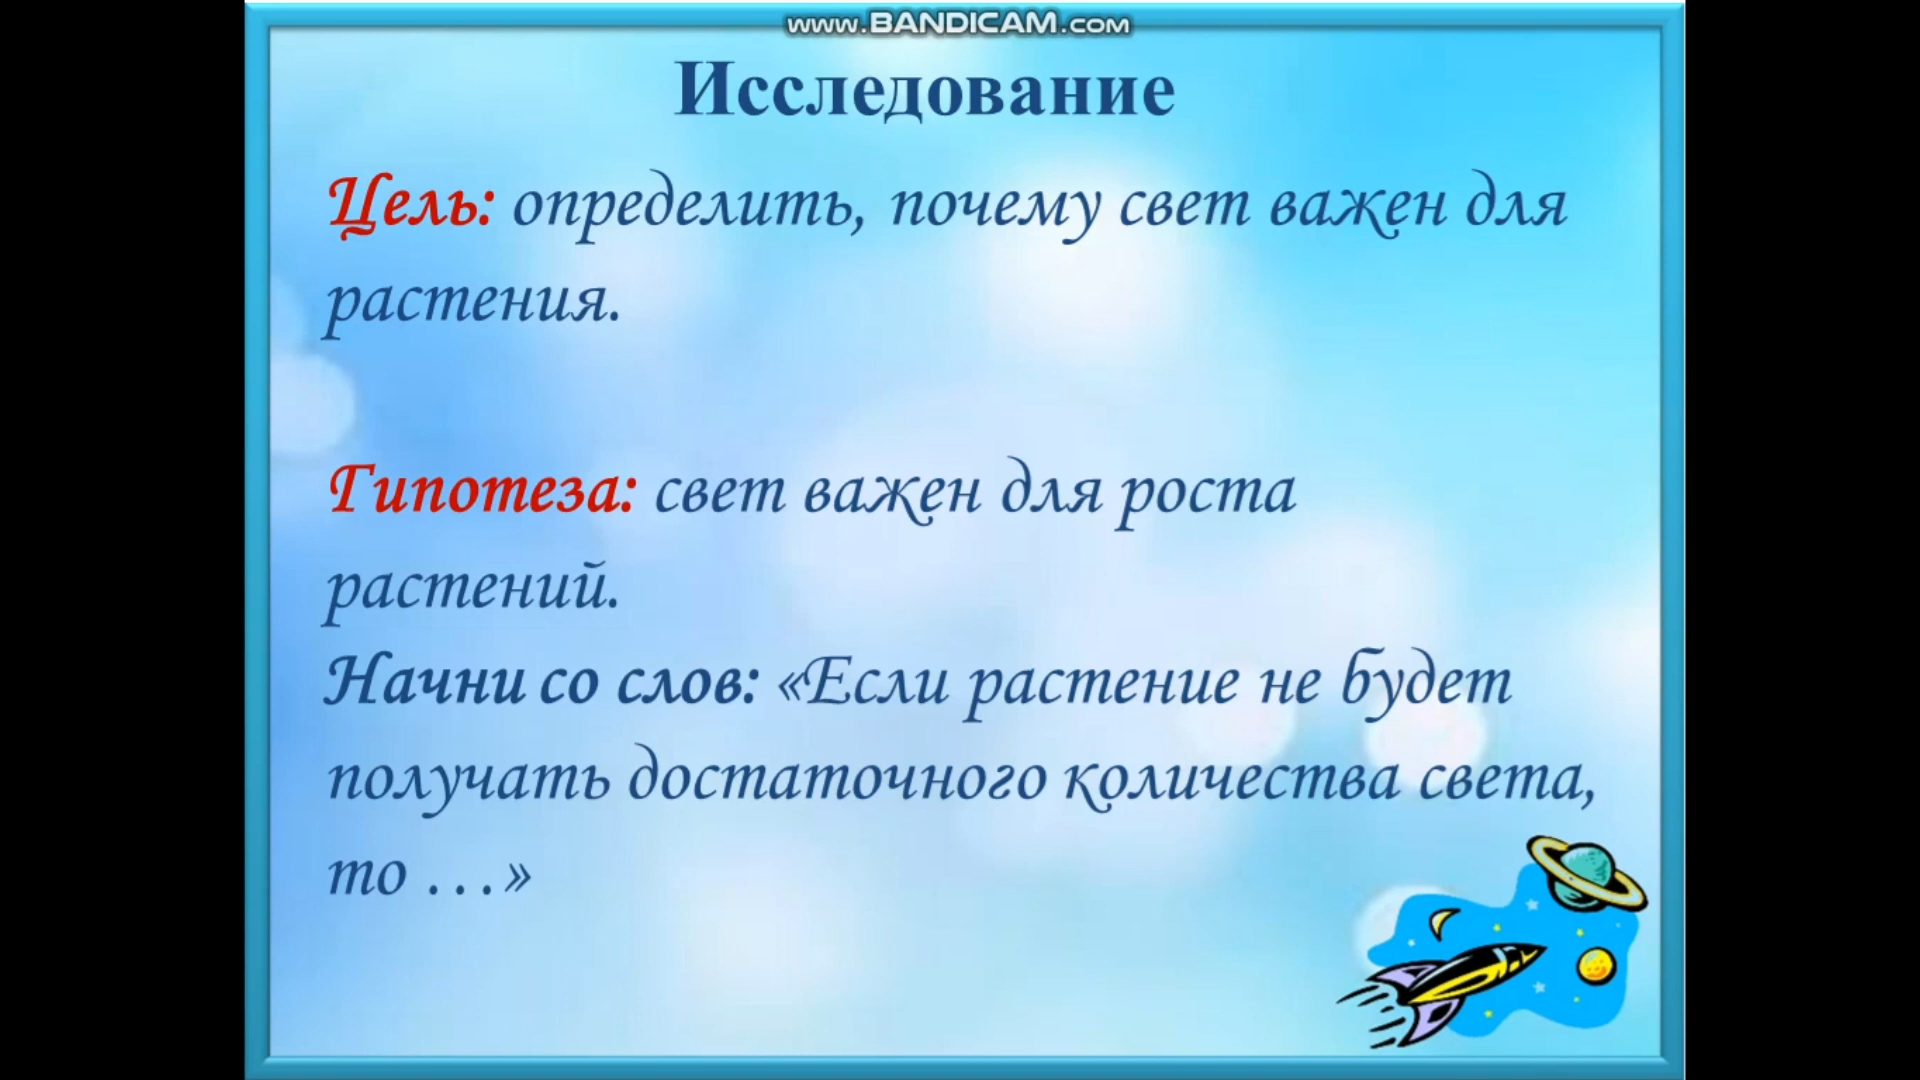 www.BANDICAM.com
Исследование
Цель: определить, почему свет важен для
растения.
Гипотеза: свет важен для роста
растений.
Начни со слов: «Если растение не будет
получать достаточного количества света,
то ...»